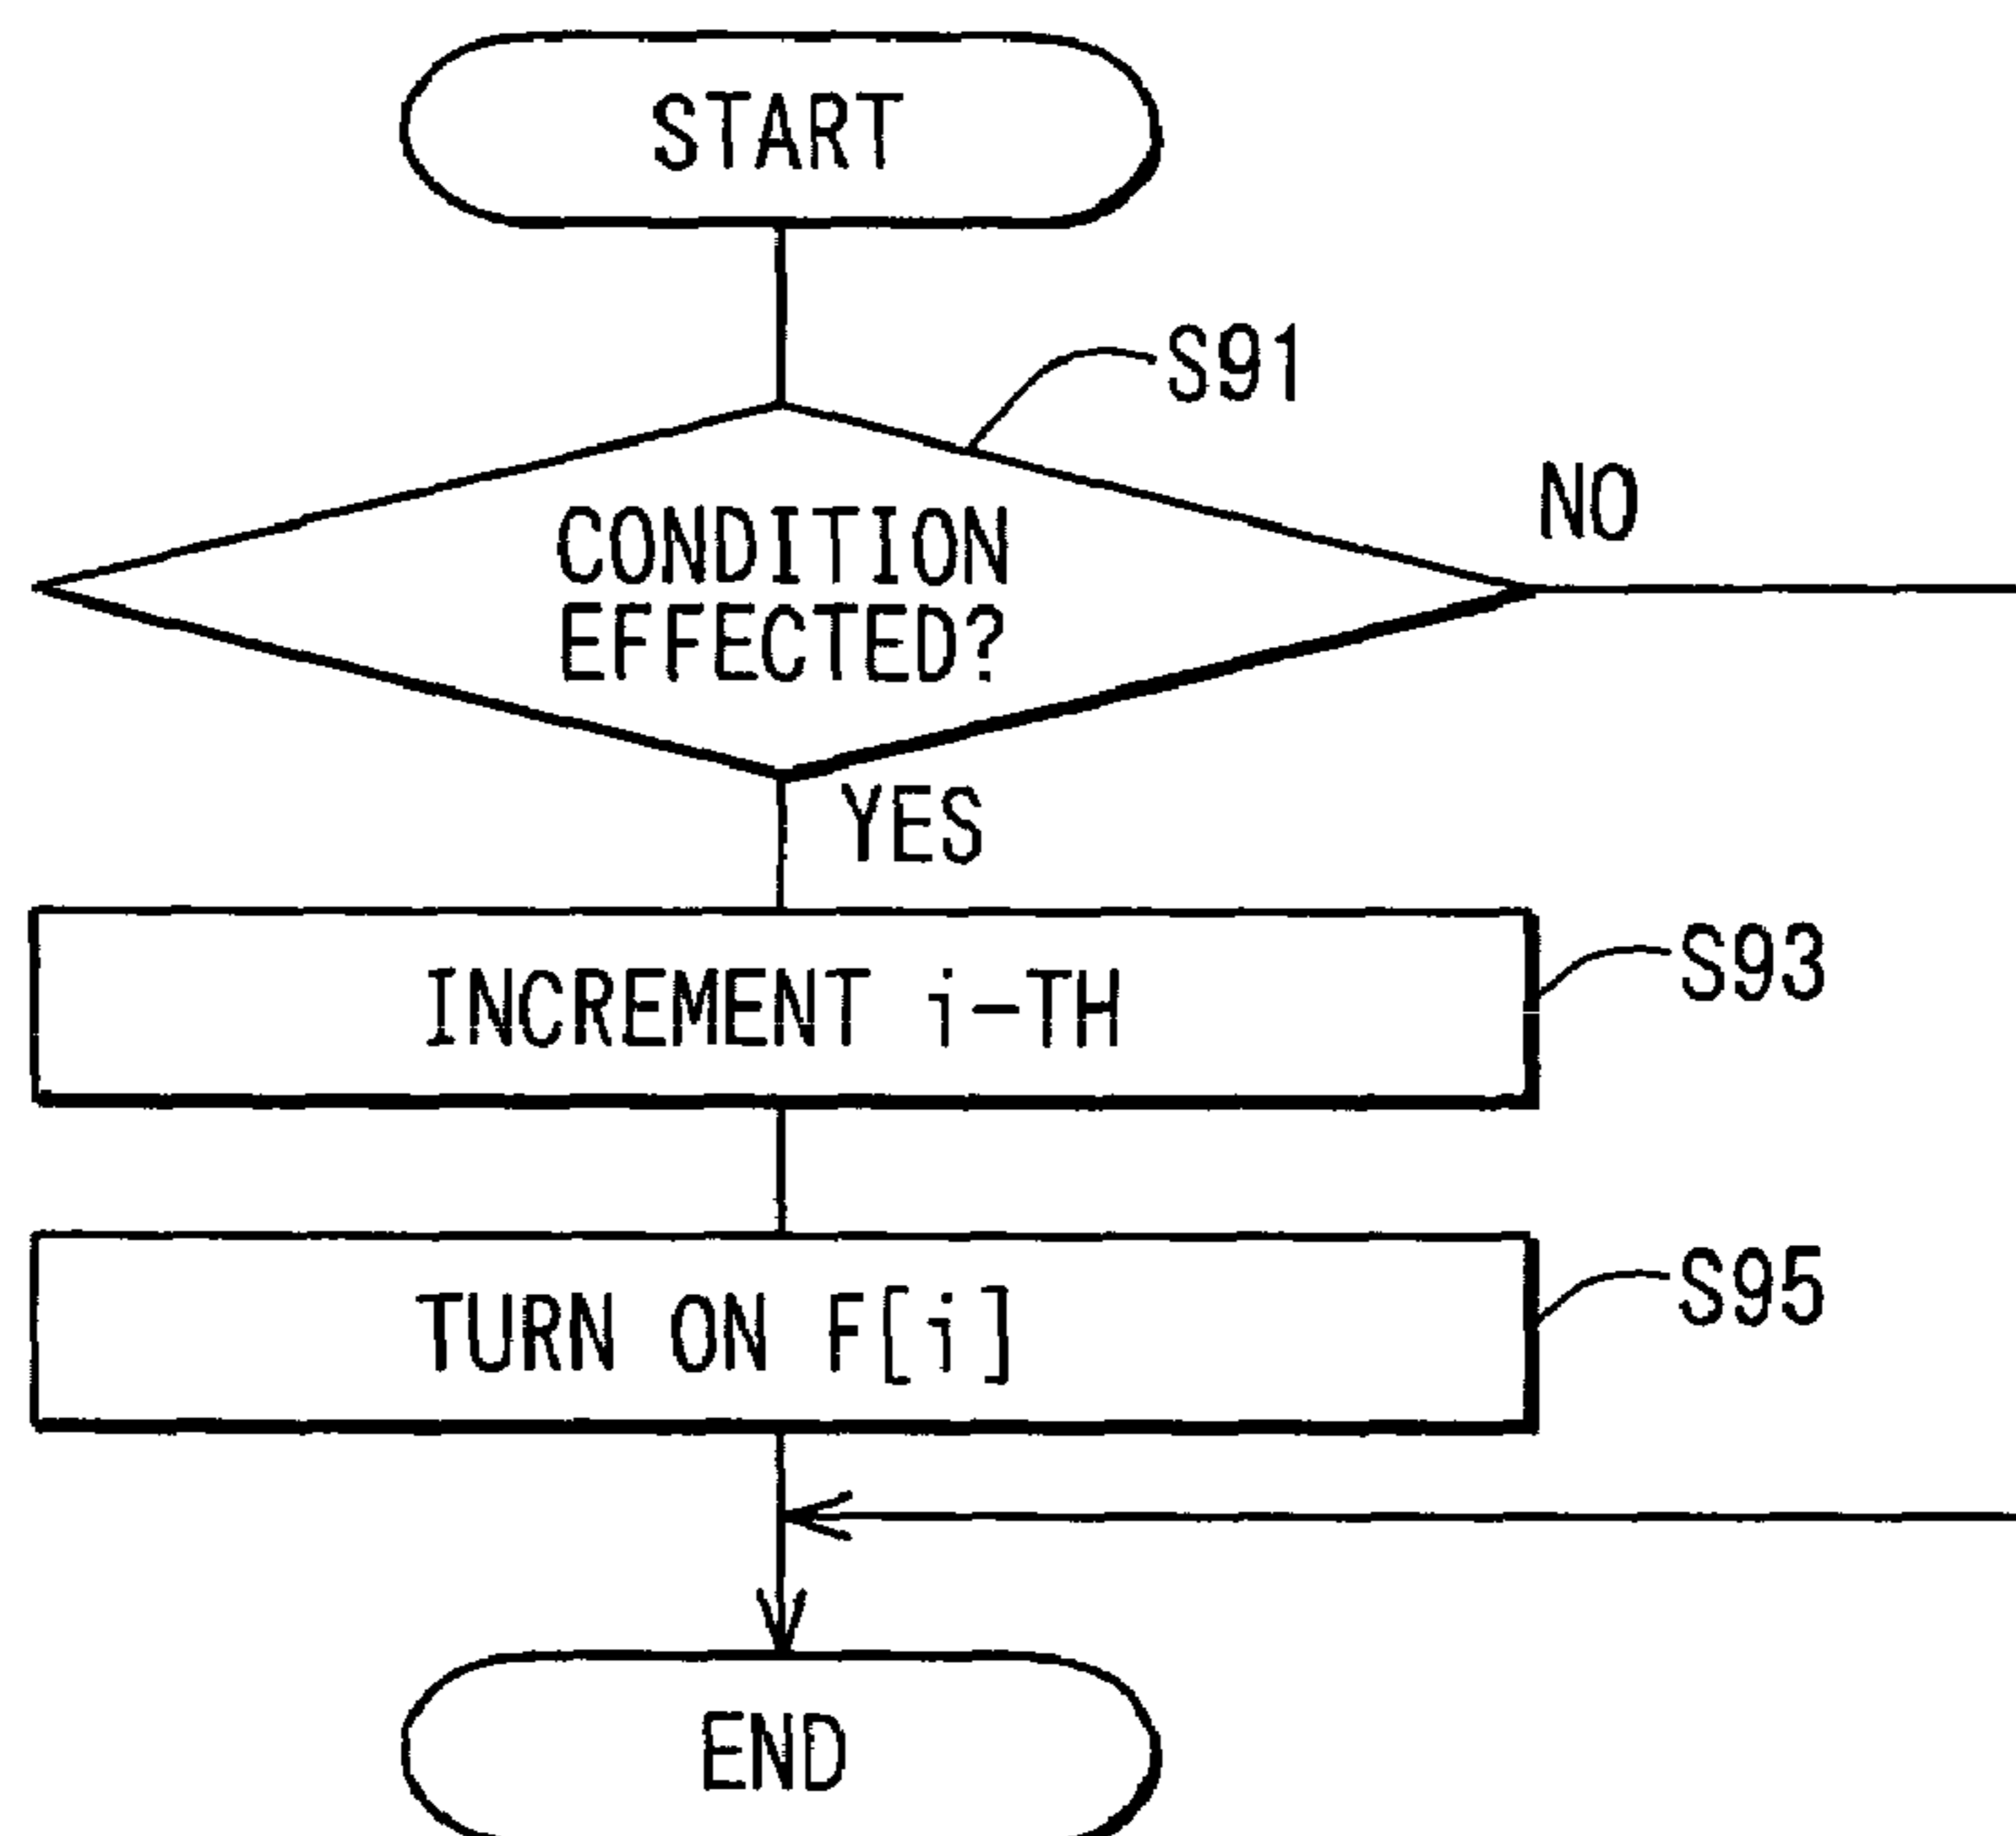 START
S91
NO
CONDITION
EFFECTED?
YES
INCREMENT i-TH
S93
TURN ON F[i]
S95
END